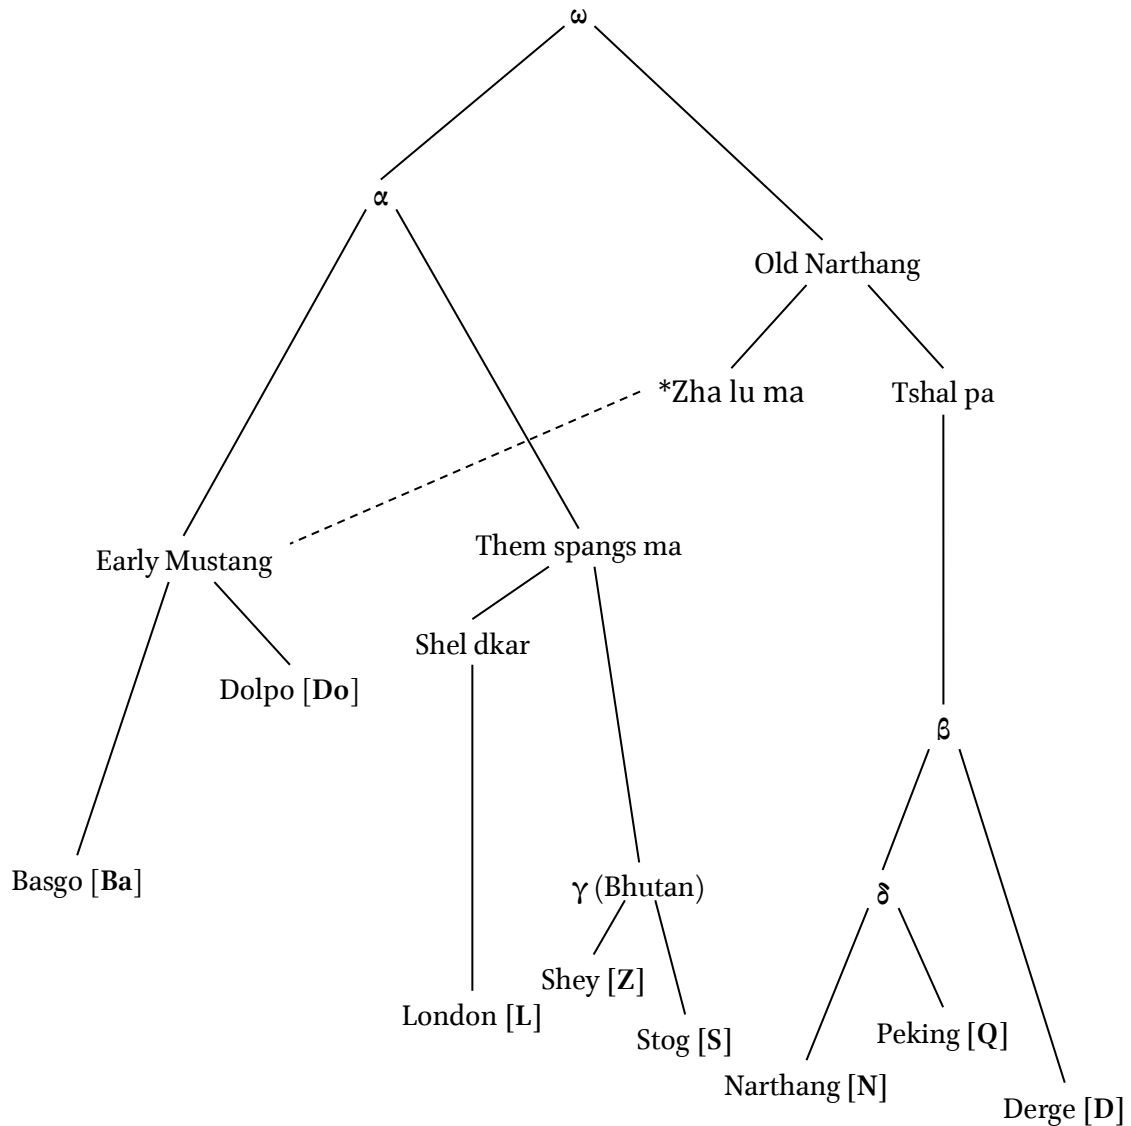 ω
α
Old Narthang
*Zha lu ma
Tshal pa
Early Mustang
Them spangs ma
Shel dkar
Dolpo [Do]
β
Basgo [Ba]
γ (Bhutan)
δ
Shey [Z]
London [L]
Stog [S]
Peking [Q]
Narthang [N]
Derge [D]